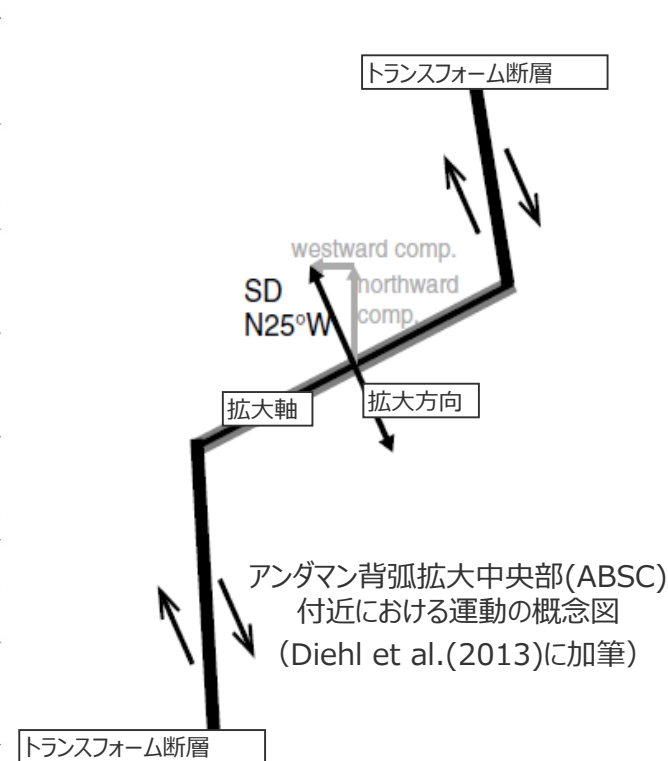 トランスフォーム断層
westward comp.
northward
comp.
SD
N25°W
拡大軸
拡大方向
アンダマン背弧拡大中央部(ABSC)
付近における運動の概念図
（Diehl et al.(2013)に加筆）
トランスフォーム断層